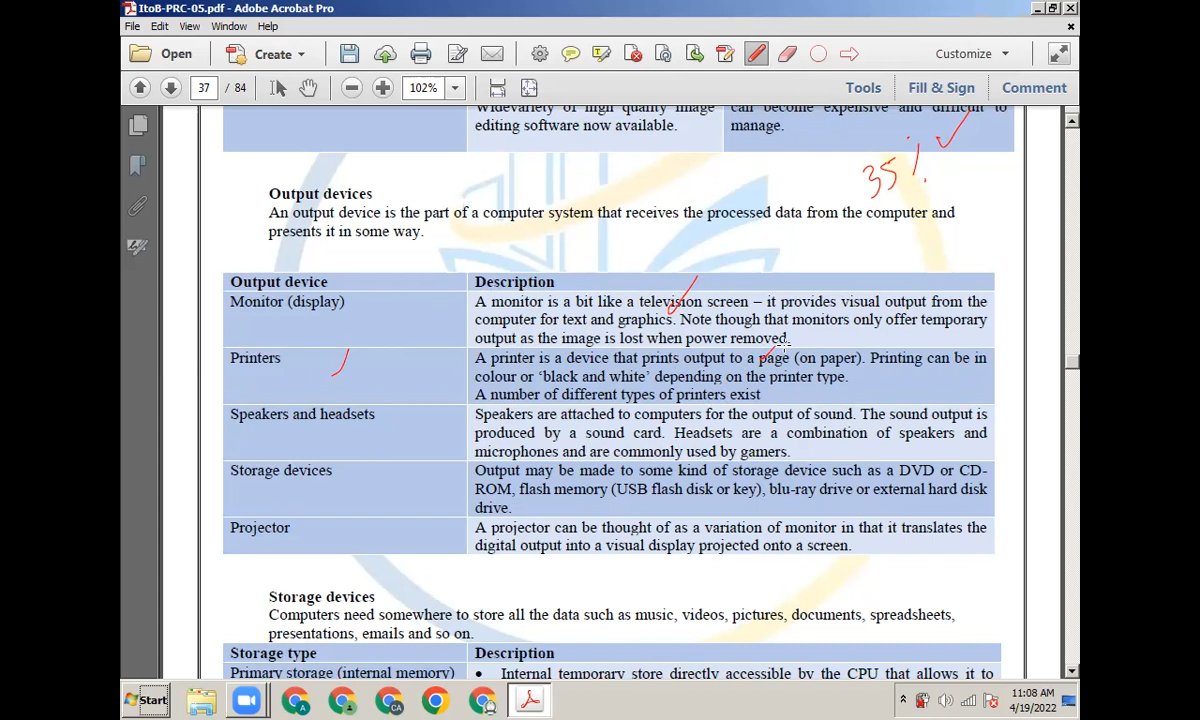 ItoB-PRC-05.pdf - Adobe Acrobat Pro
File Edit View Window Help
Open Create Customize
37 / 84 102% Tools Fill & Sign Comment
Widevariety of high quality image can become expensive and difficult to
editing software now available. manage.
35%
Output devices
An output device is the part of a computer system that receives the processed data from the computer and
presents it in some way.
Output device Description
Monitor (display) A monitor is a bit like a television screen – it provides visual output from the
computer for text and graphics. Note though that monitors only offer temporary
output as the image is lost when power removed.
Printers A printer is a device that prints output to a page (on paper). Printing can be in
colour or ‘black and white’ depending on the printer type.
A number of different types of printers exist
Speakers and headsets Speakers are attached to computers for the output of sound. The sound output is
produced by a sound card. Headsets are a combination of speakers and
microphones and are commonly used by gamers.
Storage devices Output may be made to some kind of storage device such as a DVD or CD-
ROM, flash memory (USB flash disk or key), blu-ray drive or external hard disk
drive.
Projector A projector can be thought of as a variation of monitor in that it translates the
digital output into a visual display projected onto a screen.
Storage devices
Computers need somewhere to store all the data such as music, videos, pictures, documents, spreadsheets,
presentations, emails and so on.
Storage type Description
Primary storage (internal memory) • Internal temporary store directly accessible by the CPU that allows it to
Start CA 11:08 AM
4/19/2022